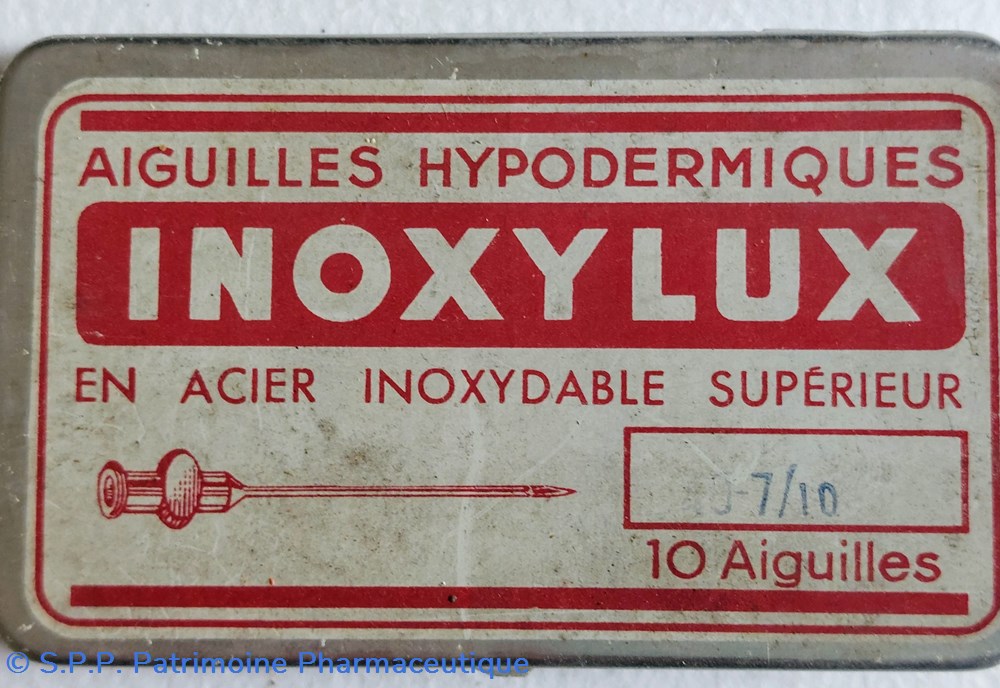 AIGUILLES HYPODERMIQUES
INOXYLUX
EN ACIER INOXYDABLE SUPÉRIEUR
-7/10
10 Aiguilles
© S.P.P. Patrimoine Pharmaceutique